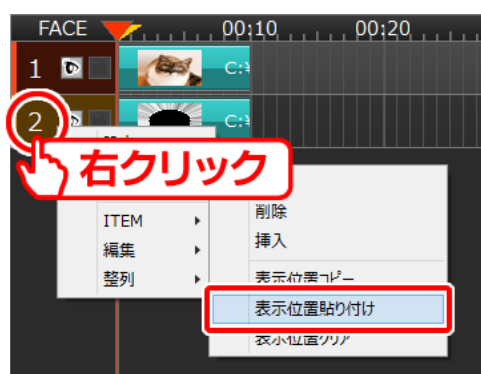 FACE 00:10 00:20
1 C:¥
2 C:¥
右クリック
ITEM
編集
整列
削除
挿入
表示位置コピー
表示位置貼り付け
表示位置クリア